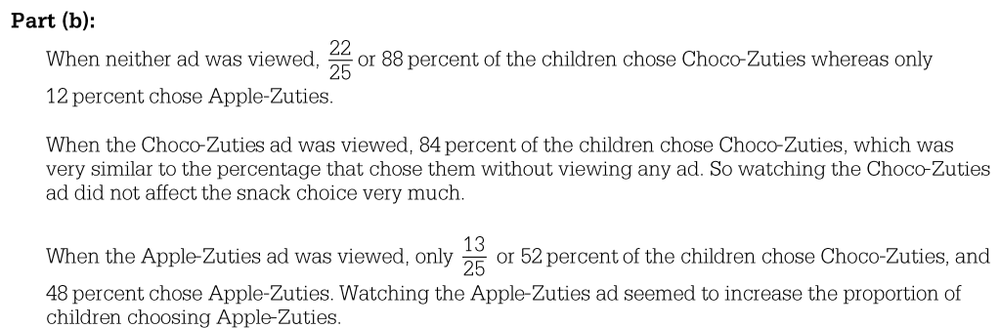 Part (b):
When neither ad was viewed, 22/25 or 88 percent of the children chose Choco-Zuties whereas only
12 percent chose Apple-Zuties.
When the Choco-Zuties ad was viewed, 84 percent of the children chose Choco-Zuties, which was
very similar to the percentage that chose them without viewing any ad. So watching the Choco-Zuties
ad did not affect the snack choice very much.
When the Apple-Zuties ad was viewed, only 13/25 or 52 percent of the children chose Choco-Zuties, and
48 percent chose Apple-Zuties. Watching the Apple-Zuties ad seemed to increase the proportion of
children choosing Apple-Zuties.